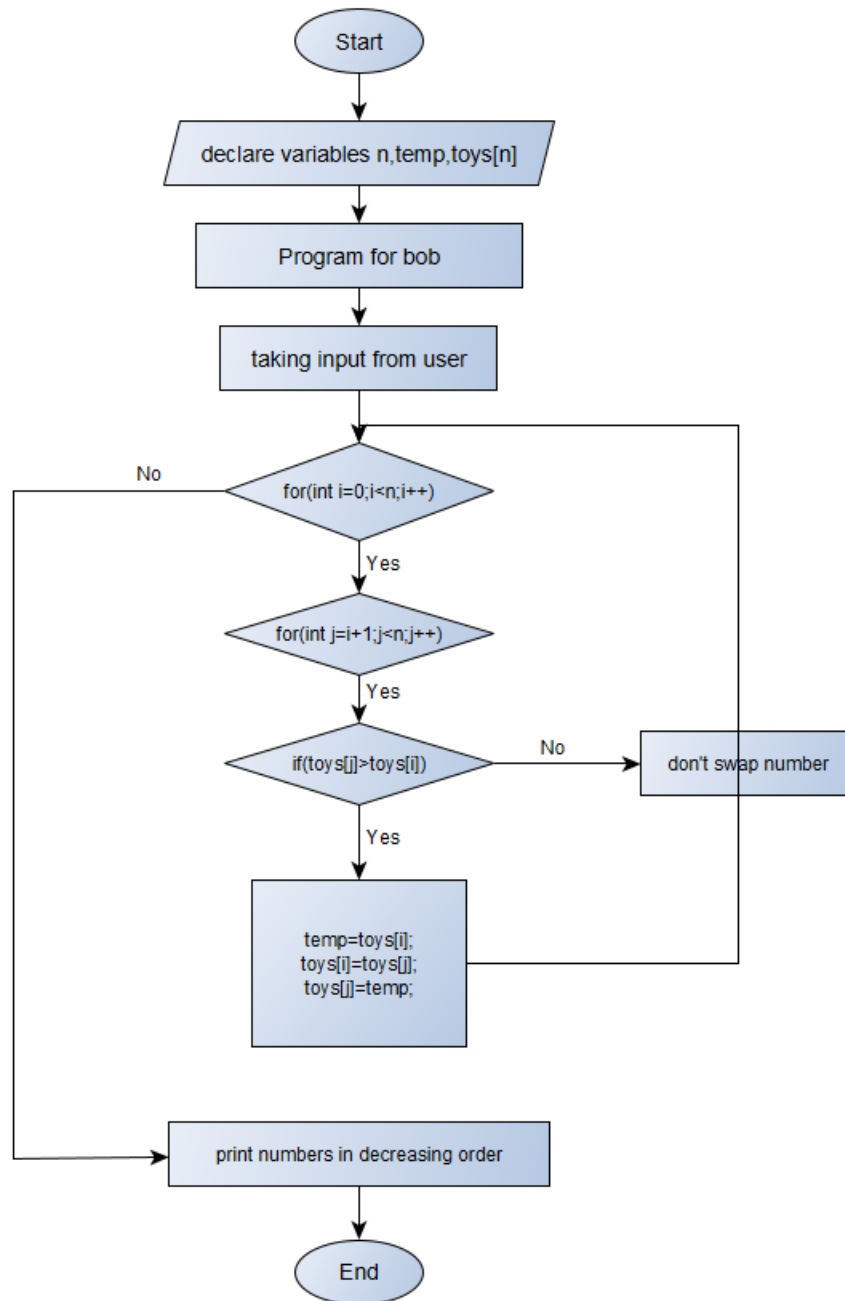 Start
declare variables n,temp,toys[n]
Program for bob
taking input from user
No
for(int i=0;i<n;i++)
Yes
for(int j=i+1;j<n;j++)
Yes
if(toys[j]>toys[i])
No
don't swap number
Yes
temp=toys[i];
toys[i]=toys[j];
toys[j]=temp;
print numbers in decreasing order
End